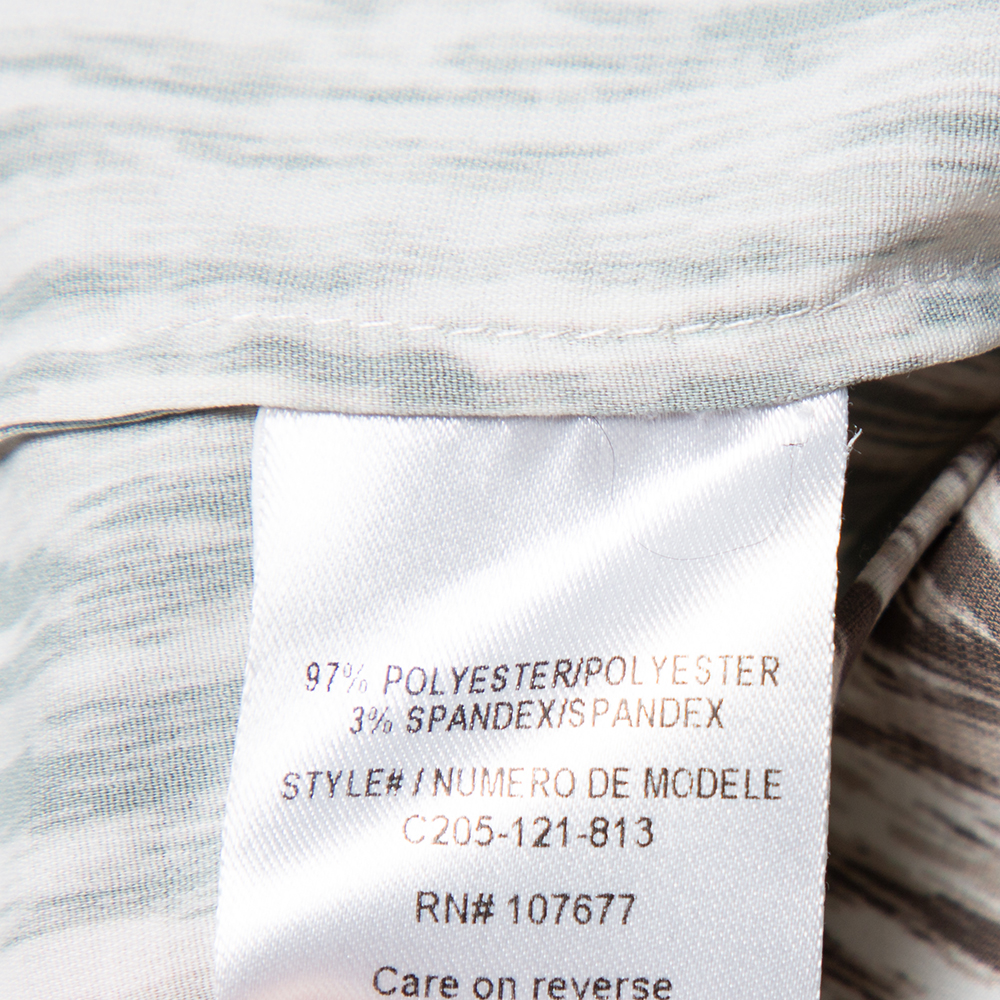 97% POLYESTER/POLYESTER
3% SPANDEX/SPANDEX
STYLE# / NUMERO DE MODELE
C205-121-813
RN# 107677
Care on reverse